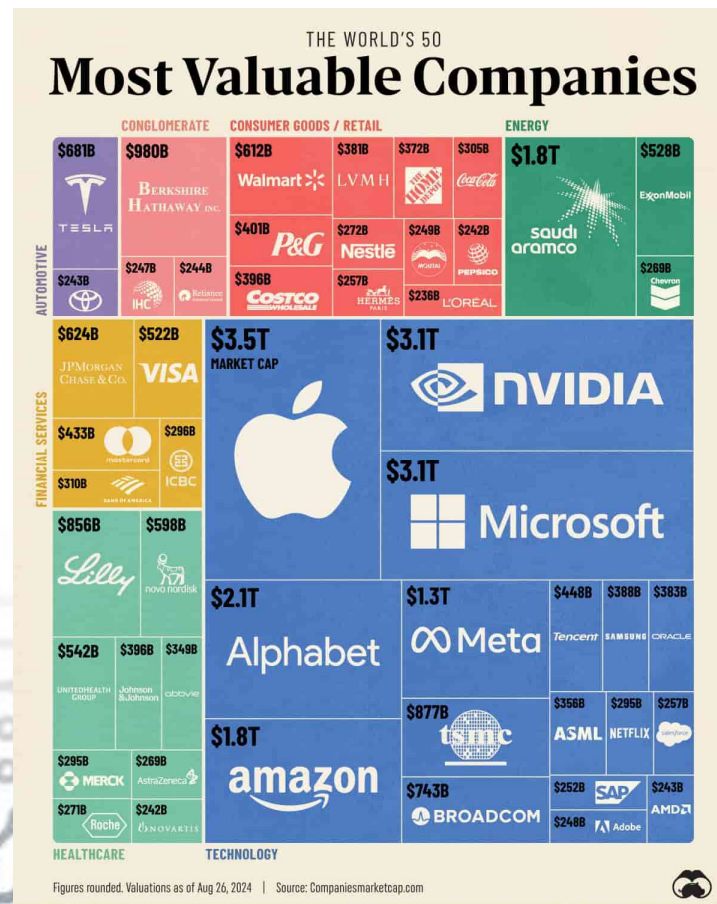 THE WORLD'S 50
Most Valuable Companies
CONGLOMERATE
CONSUMER GOODS / RETAIL
ENERGY
AUTOMOTIVE
$681B
TESLA
$243B
$980B
BERKSHIRE
HATHAWAY INC.
$247B
IHC
$244B
Reliance
$612B
Walmart
$401B
P&G
$396B
COSTCO
WHOLESALE
$381B
LVMH
$372B
THE HOME DEPOT
$305B
Coca-Cola
$272B
Nestlé
$249B
MOUTAI
$242B
PEPSICO
$257B
HERMÈS
PARIS
$236B
L'ORÉAL
$1.8T
saudi
aramco
$528B
ExxonMobil
$269B
Chevron
FINANCIAL SERVICES
$624B
JPMORGAN
CHASE & CO.
$522B
VISA
$433B
mastercard
$296B
ICBC
$310B
BANK OF AMERICA
$856B
Lilly
$598B
novo nordisk
$542B
UNITEDHEALTH
GROUP
$396B
Johnson
&Johnson
$349B
abbvie
$295B
MERCK
$269B
AstraZeneca
$271B
Roche
$242B
NOVARTIS
HEALTHCARE
$3.5T
MARKET CAP
$3.1T
NVIDIA
$3.1T
Microsoft
$2.1T
Alphabet
$1.8T
amazon
$1.3T
Meta
$877B
tsmc
$743B
BROADCOM
$448B
Tencent
$388B
SAMSUNG
$383B
ORACLE
$356B
ASML
$295B
NETFLIX
$257B
salesforce
$252B
SAP
$248B
Adobe
$243B
AMD
TECHNOLOGY
Figures rounded. Valuations as of Aug 26, 2024 | Source: Companiesmarketcap.com